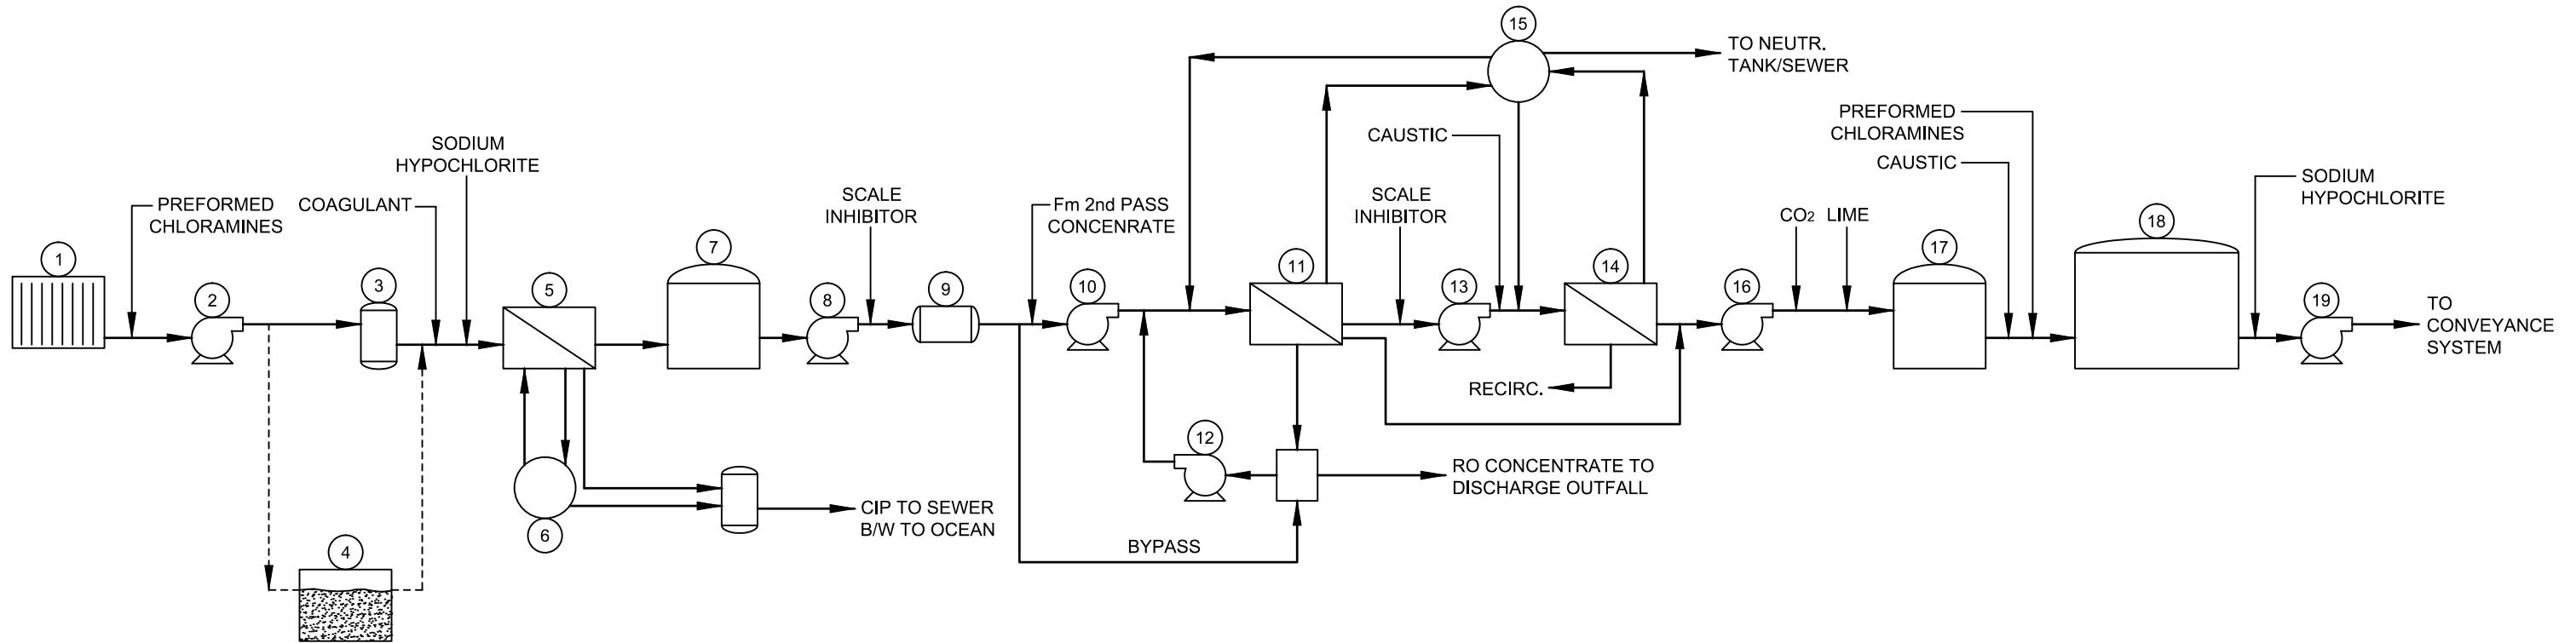 15
TO NEUTR.
TANK/SEWER
PREFORMED
CHLORAMINES
CAUSTIC
CAUSTIC
SODIUM
HYPOCHLORITE
PREFORMED
CHLORAMINES
COAGULANT
SCALE
INHIBITOR
Fm 2nd PASS
CONCENRATE
SCALE
INHIBITOR
CO2 LIME
SODIUM
HYPOCHLORITE
1
2
3
5
7
8
9
10
11
13
14
16
17
18
19
TO
CONVEYANCE
SYSTEM
RECIRC.
12
RO CONCENTRATE TO
DISCHARGE OUTFALL
CIP TO SEWER
B/W TO OCEAN
6
4
BYPASS